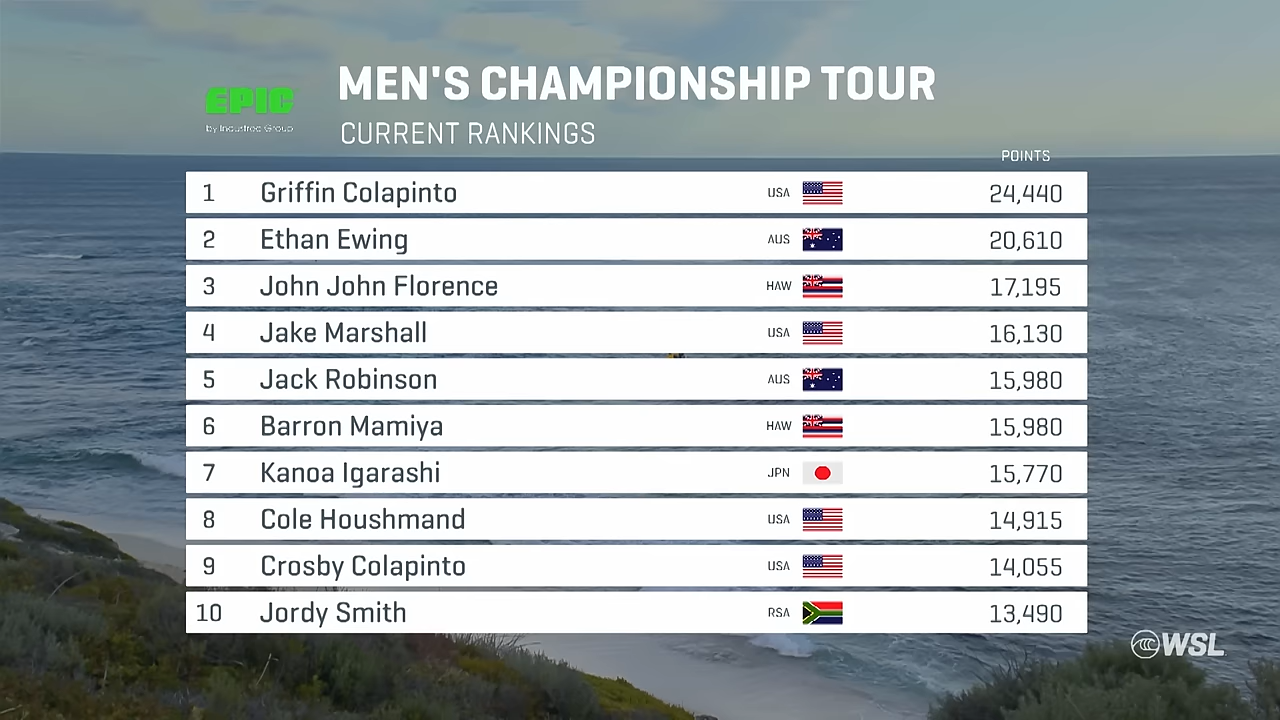 EPIC
by Industree Group
MEN'S CHAMPIONSHIP TOUR
CURRENT RANKINGS
POINTS
1 Griffin Colapinto USA 24,440
2 Ethan Ewing AUS 20,610
3 John John Florence HAW 17,195
4 Jake Marshall USA 16,130
5 Jack Robinson AUS 15,980
6 Barron Mamiya HAW 15,980
7 Kanoa Igarashi JPN 15,770
8 Cole Houshmand USA 14,915
9 Crosby Colapinto USA 14,055
10 Jordy Smith RSA 13,490
WSL